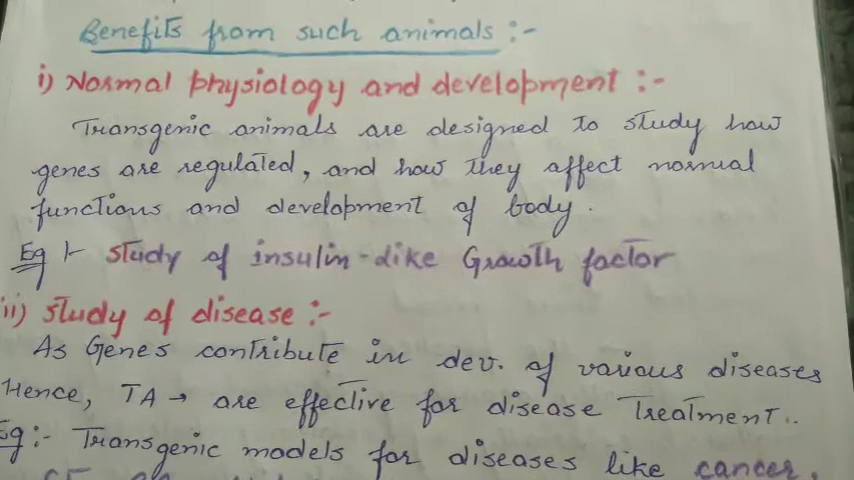 Benefits from such animals :-
i) Normal physiology and development :-
Transgenic animals are designed to study how
genes are regulated, and how they affect normal
functions and development of body.
Eg :- Study of insulin-like Growth factor
ii) Study of disease :-
As Genes contribute in dev. of various diseases
Hence, TA → are effective for disease Treatment..
Eg:- Transgenic models for diseases like cancer,